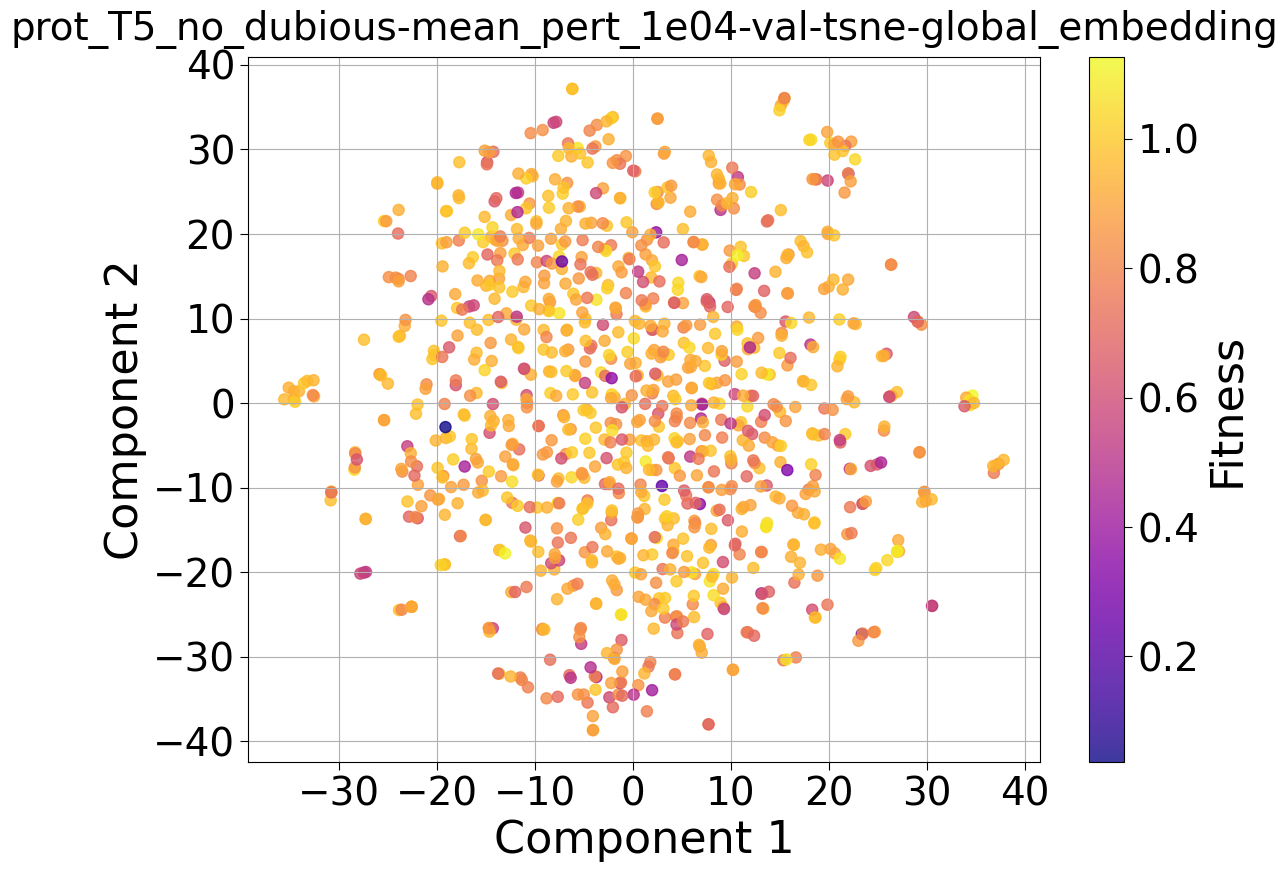 prot_T5_no_dubious-mean_pert_1e04-val-tsne-global_embedding
40
30
20
10
0
−10
−20
−30
−40
Component 2
−30 −20 −10 0 10 20 30 40
Component 1
1.0
0.8
0.6
0.4
0.2
Fitness